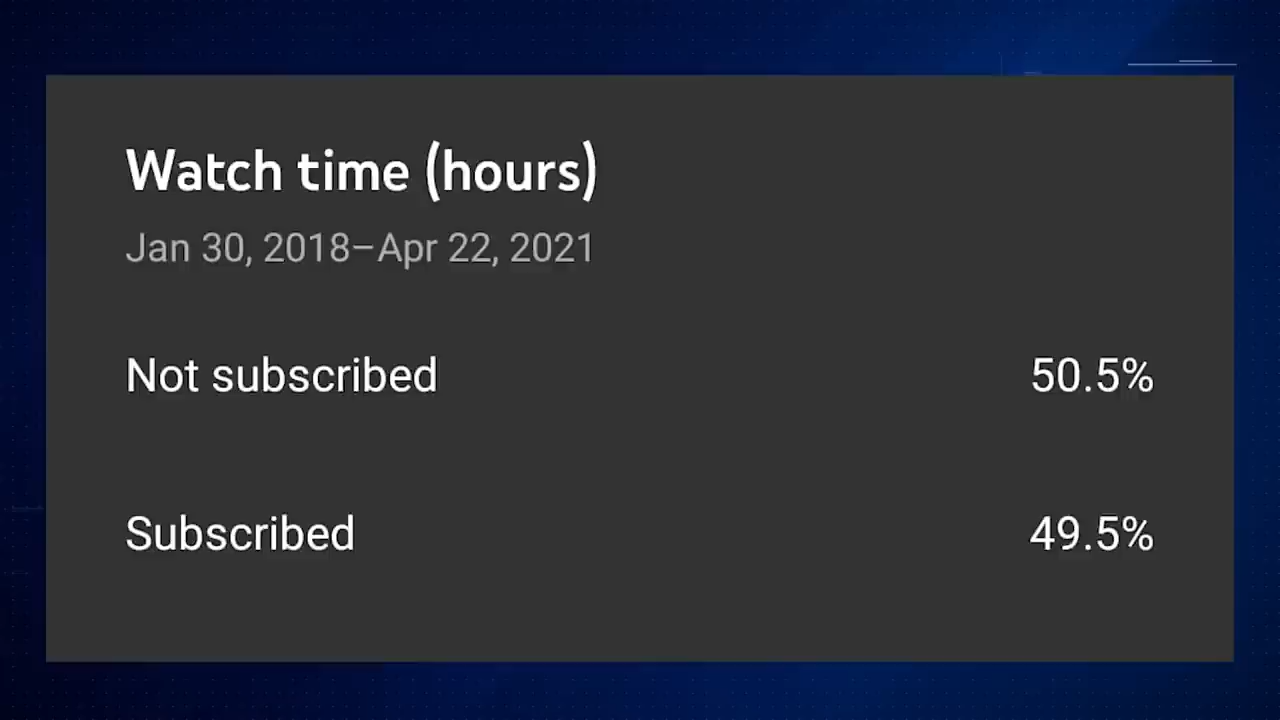 Watch time (hours)
Jan 30, 2018–Apr 22, 2021
Not subscribed 50.5%
Subscribed 49.5%